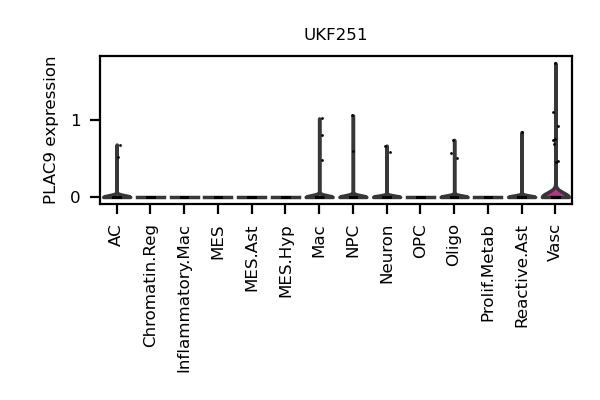 UKF251
PLAC9 expression
1
0
AC
Chromatin.Reg
Inflammatory.Mac
MES
MES.Ast
MES.Hyp
Mac
NPC
Neuron
OPC
Oligo
Prolif.Metab
Reactive.Ast
Vasc